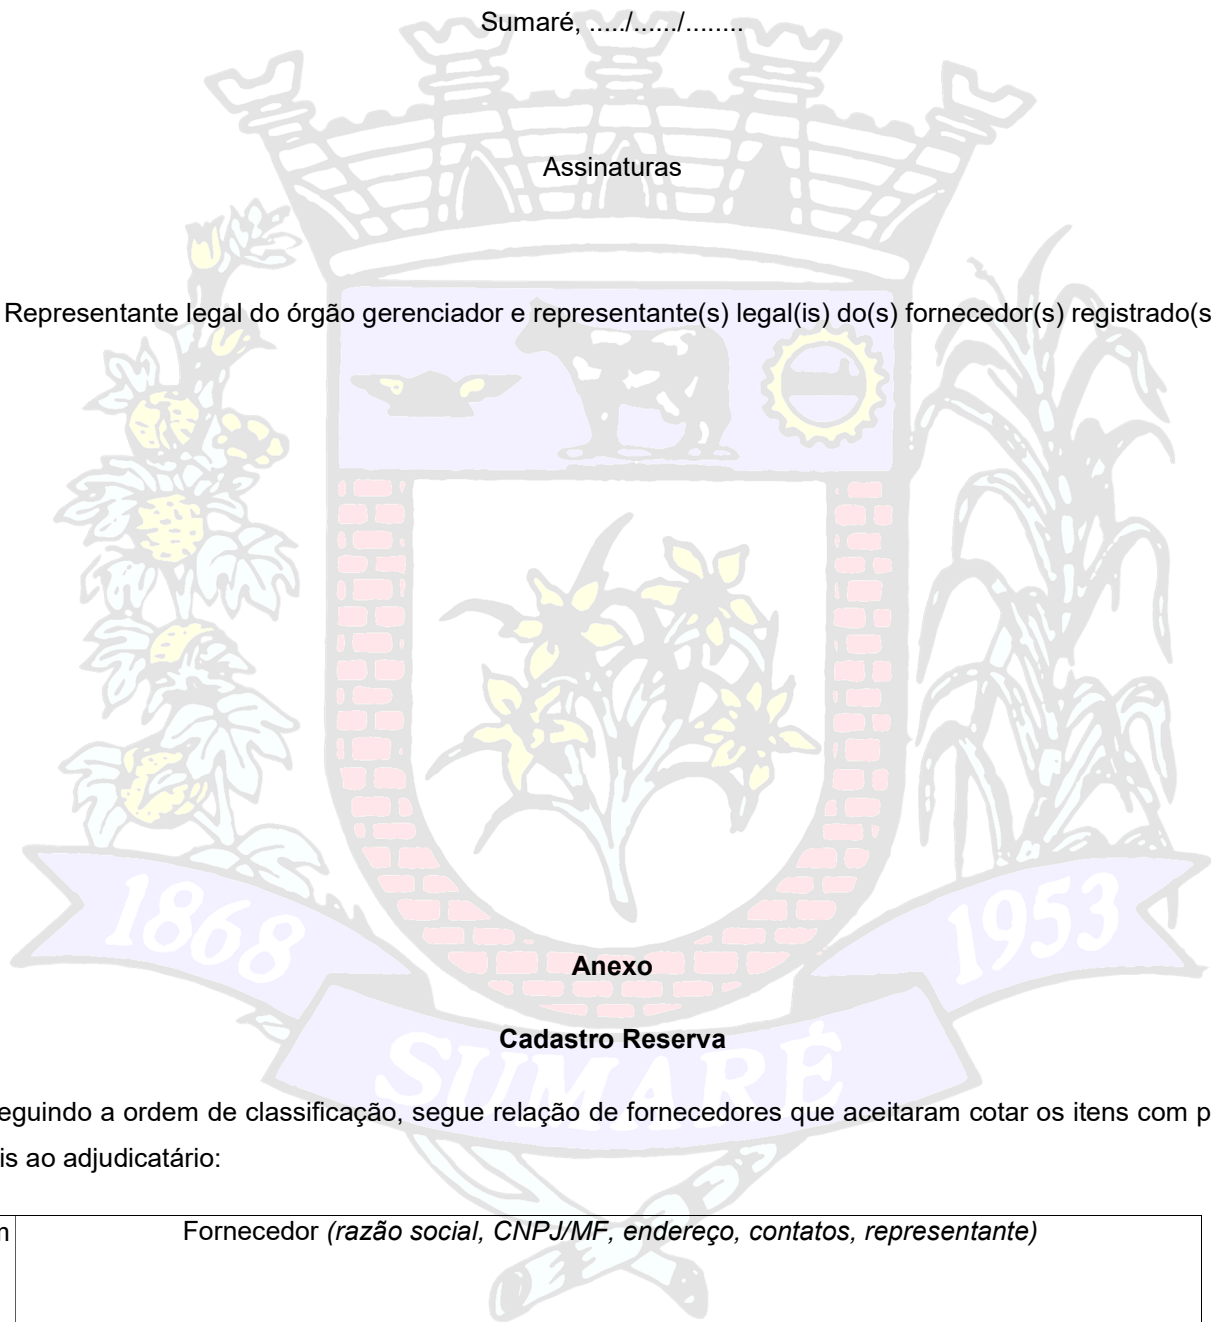 Sumaré, ...../....../........
Assinaturas
Representante legal do órgão gerenciador e representante(s) legal(is) do(s) fornecedor(s) registrado(s
1868
1953
Anexo
SUMARÉ
Cadastro Reserva
eguindo a ordem de classificação, segue relação de fornecedores que aceitaram cotar os itens com p
is ao adjudicatário:
Fornecedor (razão social, CNPJ/MF, endereço, contatos, representante)